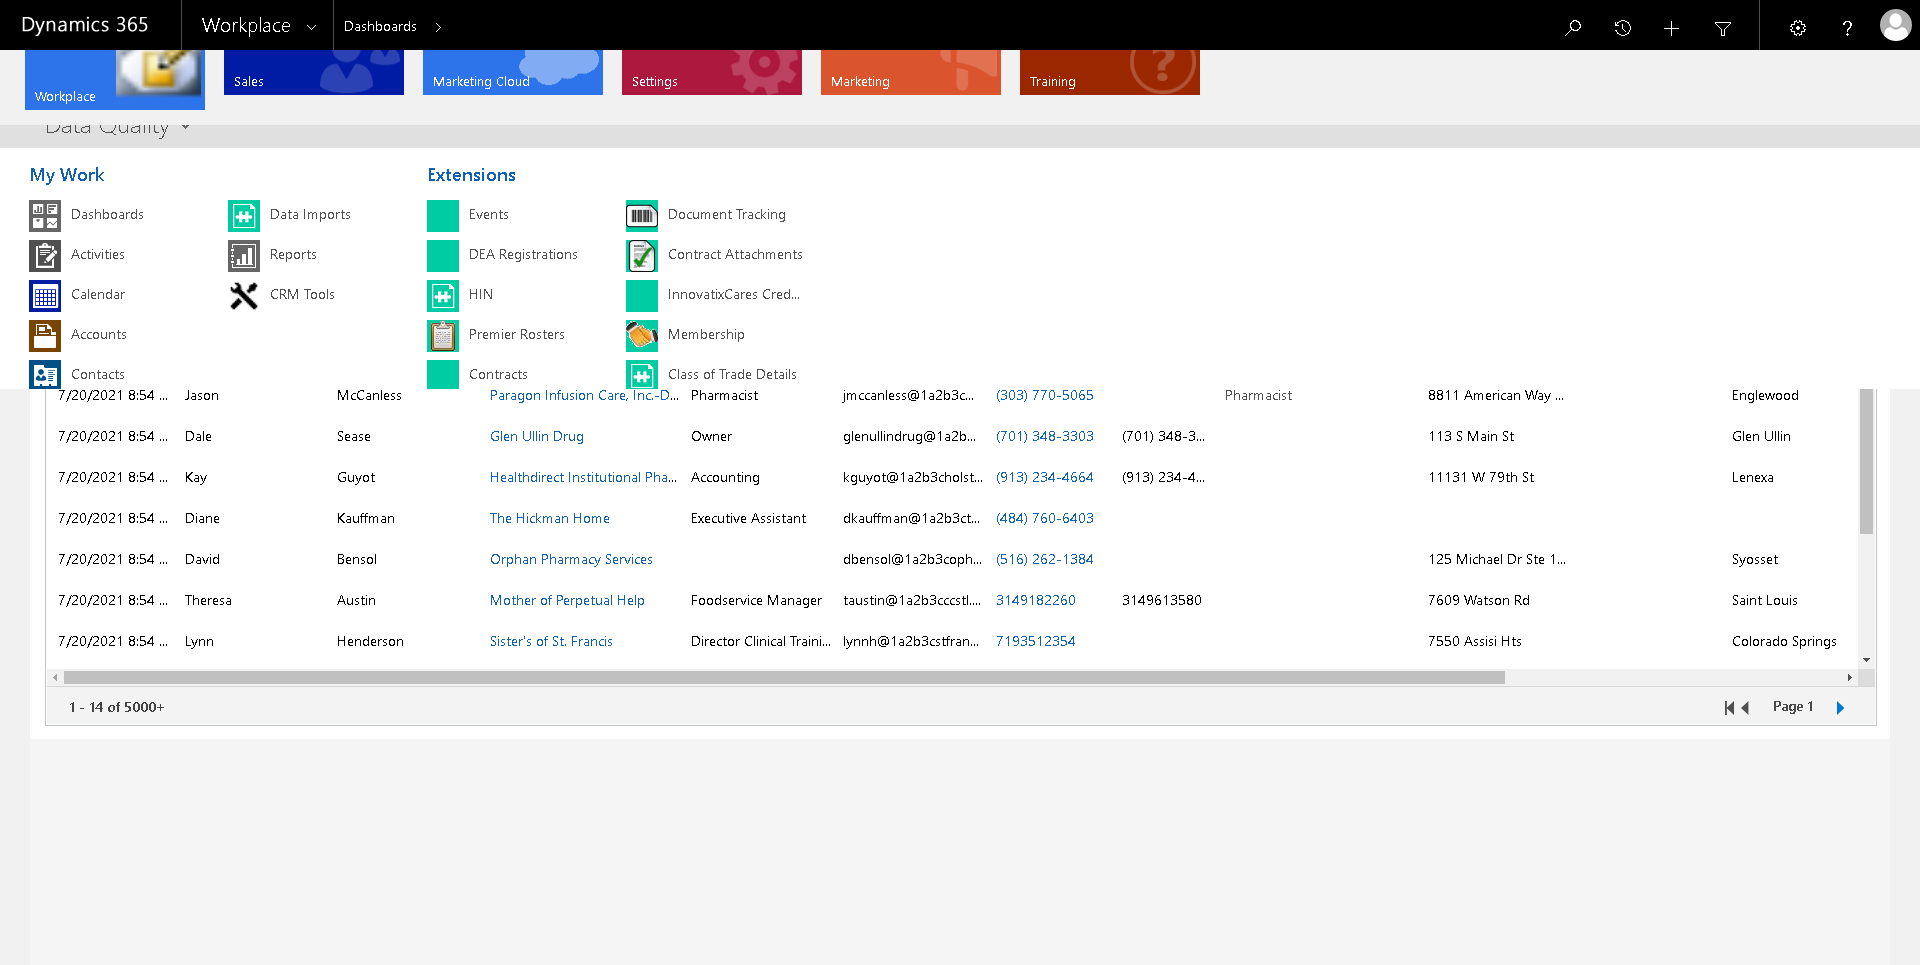 Dynamics 365 Workplace Dashboards
Workplace Sales Marketing Cloud Settings Marketing Training
Data Quality
My Work Extensions
Dashboards Data Imports Events Document Tracking
Activities Reports DEA Registrations Contract Attachments
Calendar CRM Tools HIN InnovatixCares Cred...
Accounts Premier Rosters Membership
Contacts Contracts Class of Trade Details
7/20/2021 8:54 ... Jason McCanless Paragon Infusion Care, Inc.-D... Pharmacist jmccanless@1a2b3c... (303) 770-5065 Pharmacist 8811 American Way ... Englewood
7/20/2021 8:54 ... Dale Sease Glen Ullin Drug Owner glenullindrug@1a2b... (701) 348-3303 (701) 348-3... 113 S Main St Glen Ullin
7/20/2021 8:54 ... Kay Guyot Healthdirect Institutional Pha... Accounting kguyot@1a2b3cholst... (913) 234-4664 (913) 234-4... 11131 W 79th St Lenexa
7/20/2021 8:54 ... Diane Kauffman The Hickman Home Executive Assistant dkauffman@1a2b3ct... (484) 760-6403
7/20/2021 8:54 ... David Bensol Orphan Pharmacy Services dbensol@1a2b3coph... (516) 262-1384 125 Michael Dr Ste 1... Syosset
7/20/2021 8:54 ... Theresa Austin Mother of Perpetual Help Foodservice Manager taustin@1a2b3cccstl.... 3149182260 3149613580 7609 Watson Rd Saint Louis
7/20/2021 8:54 ... Lynn Henderson Sister's of St. Francis Director Clinical Traini... lynnh@1a2b3cstfran... 7193512354 7550 Assisi Hts Colorado Springs
1 - 14 of 5000+ Page 1